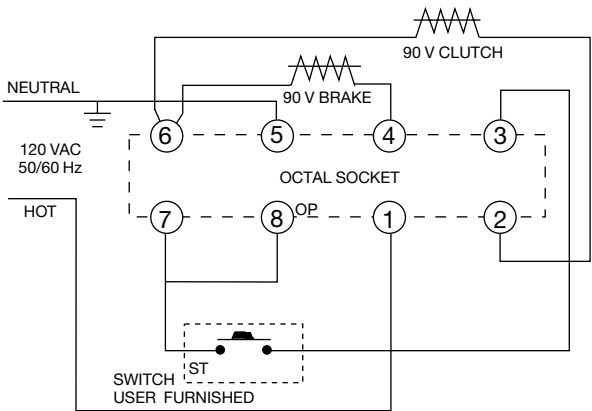 90 V CLUTCH
NEUTRAL
90 V BRAKE
6
5
4
3
120 VAC
50/60 Hz
OCTAL SOCKET
HOT
7
8
OP
1
2
ST
SWITCH
USER FURNISHED